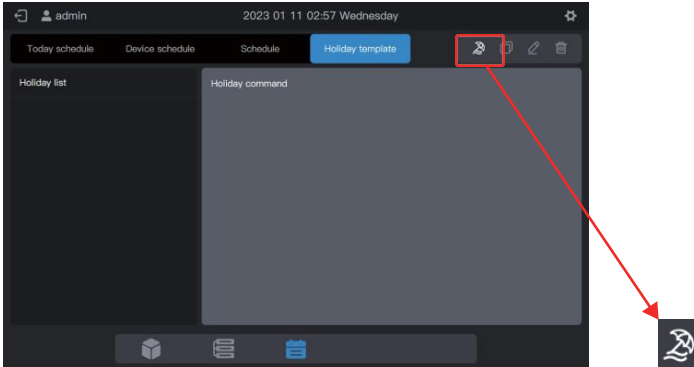 admin
2023 01 11 02:57 Wednesday
Today schedule
Device schedule
Schedule
Holiday template
Holiday list
Holiday command